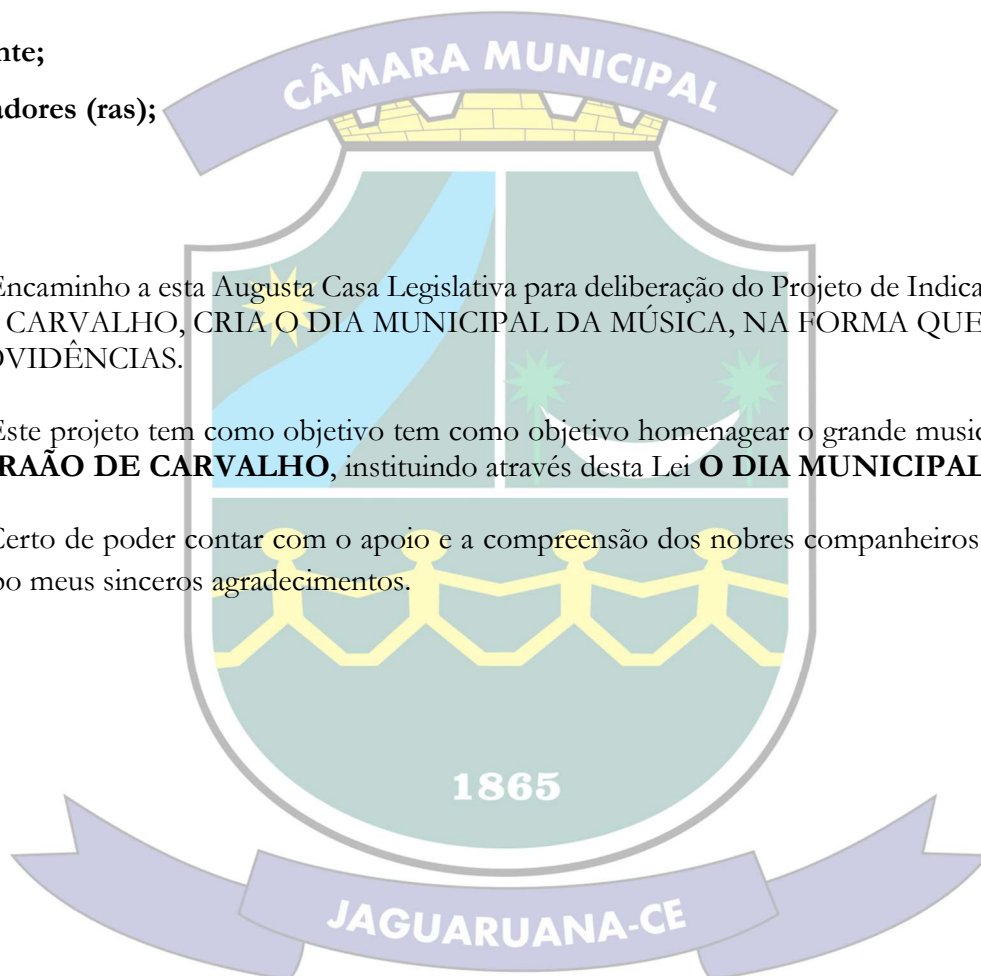 nte;
adores (ras);
CÂMARA MUNICIPAL
Encaminho a esta Augusta Casa Legislativa para deliberação do Projeto de Indica
CARVALHO, CRIA O DIA MUNICIPAL DA MÚSICA, NA FORMA QUE
OVIDÊNCIAS.
Este projeto tem como objetivo tem como objetivo homenagear o grande music
RAÃO DE CARVALHO, instituindo através desta Lei O DIA MUNICIPAL
Certo de poder contar com o apoio e a compreensão dos nobres companheiros
po meus sinceros agradecimentos.
1865
JAGUARUANA-CE